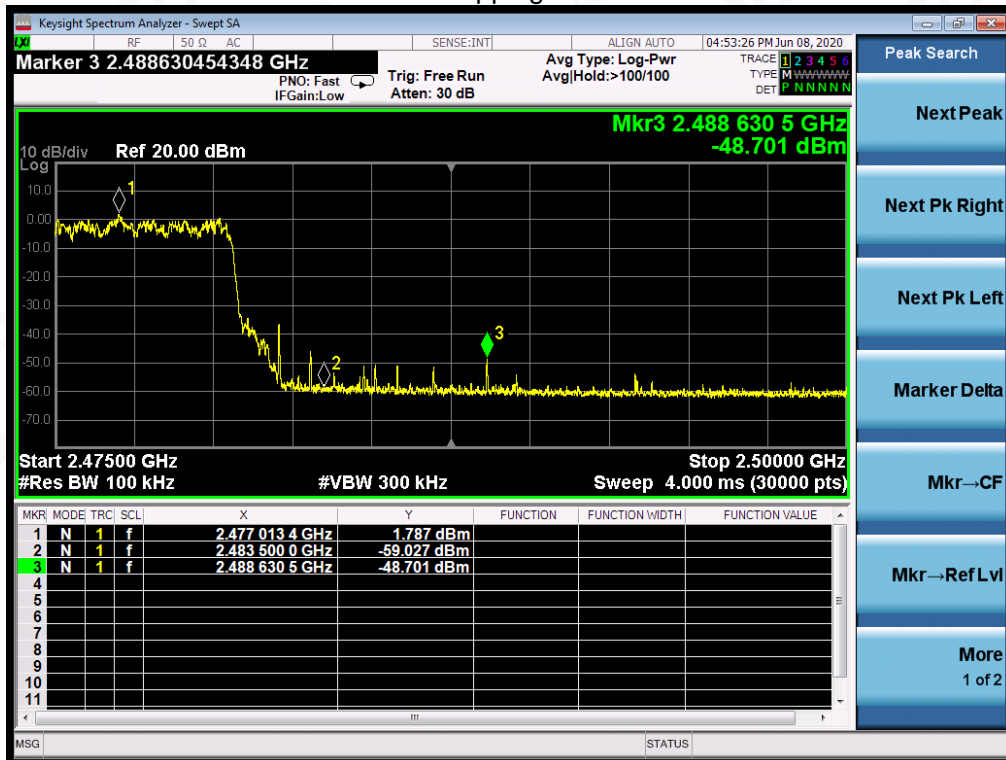 pping
Keysight Spectrum Analyzer - Swept SA
LXI RF 50 Ω AC SENSE:INT ALIGN AUTO 04:53:26 PM Jun 08, 2020
Marker 3 2.488630454348 GHz
PNO: Fast
IFGain:Low
Trig: Free Run
Atten: 30 dB
Avg Type: Log-Pwr
Avg|Hold:>100/100
TRACE 1 2 3 4 5 6
TYPE M WWWWW
DET P N N N N N
Mkr3 2.488 630 5 GHz
-48.701 dBm
10 dB/div Ref 20.00 dBm
Log
10.0
0.00
-10.0
-20.0
-30.0
-40.0
-50.0
-60.0
-70.0
1
2
3
Start 2.47500 GHz Stop 2.50000 GHz
#Res BW 100 kHz #VBW 300 kHz Sweep 4.000 ms (30000 pts)
MKR MODE TRC SCL X Y FUNCTION FUNCTION WIDTH FUNCTION VALUE
1 N 1 f 2.477 013 4 GHz 1.787 dBm
2 N 1 f 2.483 500 0 GHz -59.027 dBm
3 N 1 f 2.488 630 5 GHz -48.701 dBm
4
5
6
7
8
9
10
11
MSG STATUS
Peak Search
Next Peak
Next Pk Right
Next Pk Left
Marker Delta
Mkr→CF
Mkr→Ref Lvl
More
1 of 2